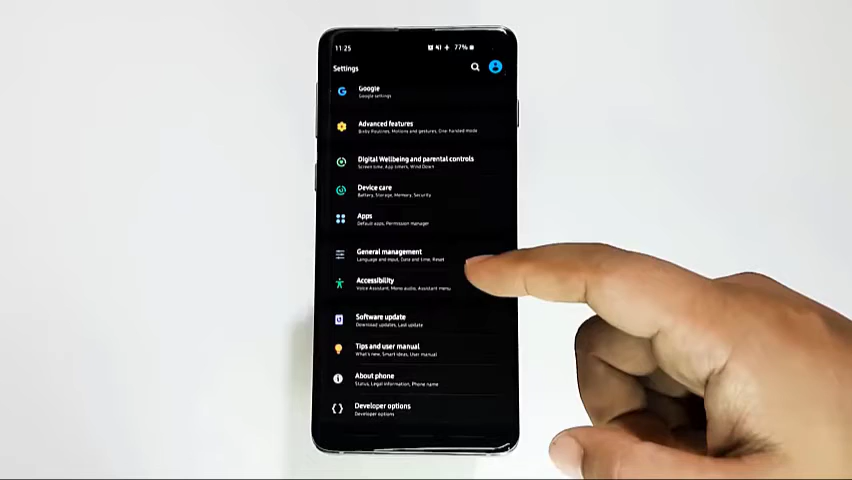 11:25
77%
Settings
Google
Google settings
Advanced features
Bixby Routines, Motions and gestures, One-handed mode
Digital Wellbeing and parental controls
Screen time, App timers, Wind Down
Device care
Battery, Storage, Memory, Security
Apps
Default apps, Permission manager
General management
Language and input, Date and time, Reset
Accessibility
Voice Assistant, Mono audio, Assistant menu
Software update
Download updates, Last update
Tips and user manual
What's new, Smart ideas, User manual
About phone
Status, Legal information, Phone name
Developer options
Developer options